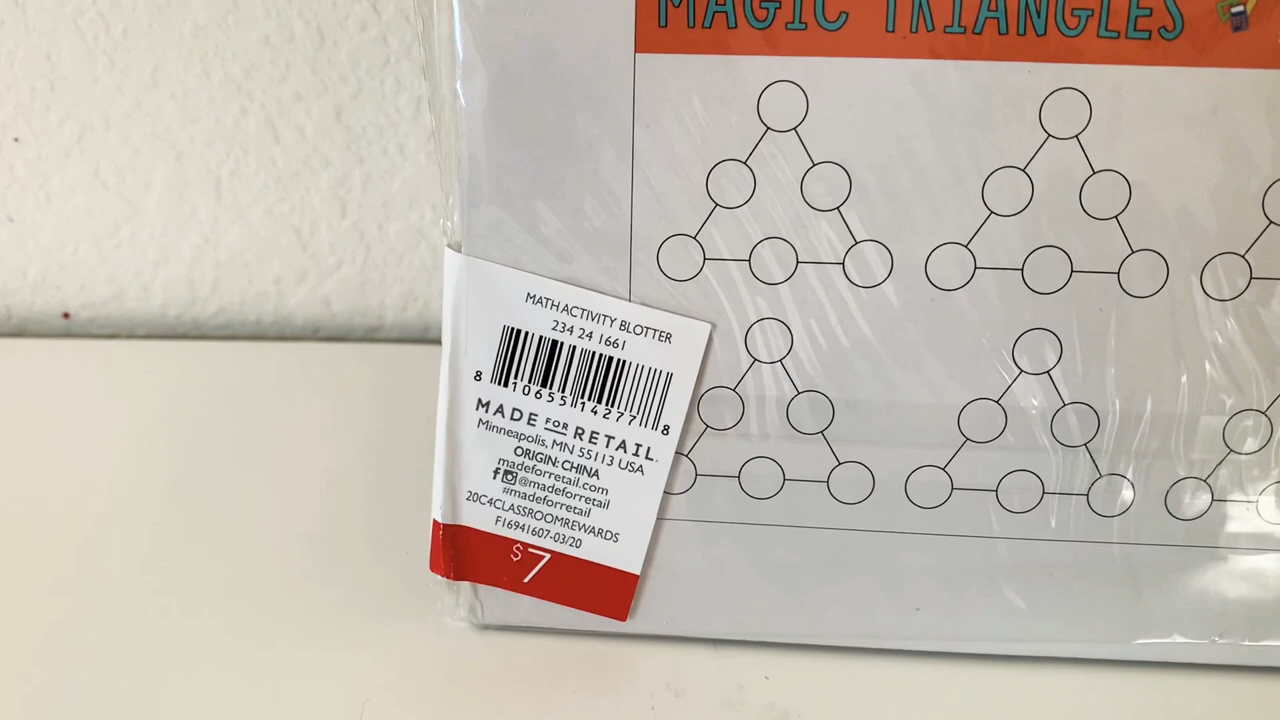 MAGIC TRIANGLES
MATH ACTIVITY BLOTTER
234 24 1661
8 10655 14277 8
MADE FOR RETAIL
Minneapolis, MN 55113 USA
ORIGIN: CHINA
madeforretail.com
@madeforretail
#madeforretail
20C4CLASSROOMREWARDS
F16941607-03/20
$7